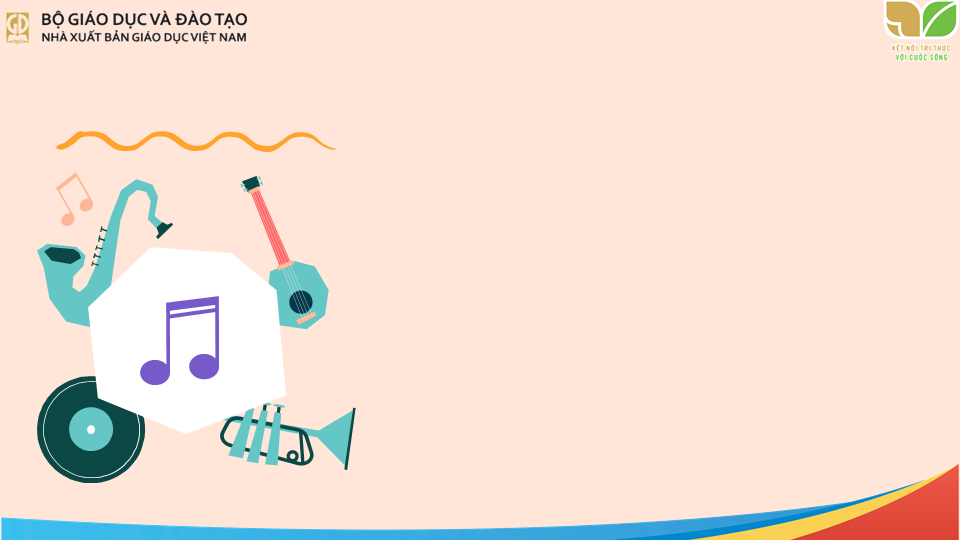 BỘ GIÁO DỤC VÀ ĐÀO TẠO
NHÀ XUẤT BẢN GIÁO DỤC VIỆT NAM
KẾT NỐI TRI THỨC
VỚI CUỘC SỐNG